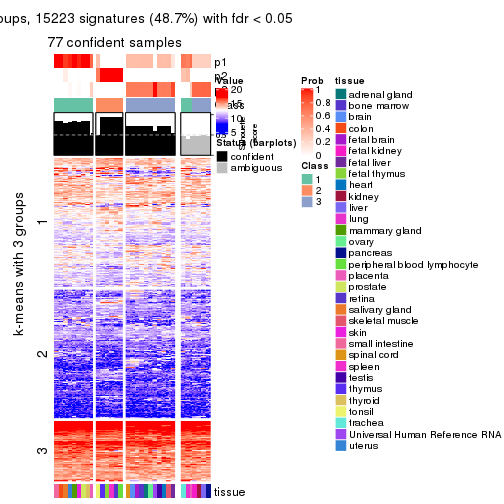 oups, 15223 signatures (48.7%) with fdr < 0.05
77 confident samples
p1
p2
Value
20
15
10
5
Status (barplots)
confident
ambiguous
Prob
1
0.8
0.6
0.4
0.2
0
Class
1
2
3
k-means with 3 groups
1
2
3
tissue
tissue
adrenal gland
bone marrow
brain
colon
fetal brain
fetal kidney
fetal liver
fetal thymus
heart
kidney
liver
lung
mammary gland
ovary
pancreas
peripheral blood lymphocyte
placenta
prostate
retina
salivary gland
skeletal muscle
skin
small intestine
spinal cord
spleen
testis
thymus
thyroid
tonsil
trachea
Universal Human Reference RNA
uterus